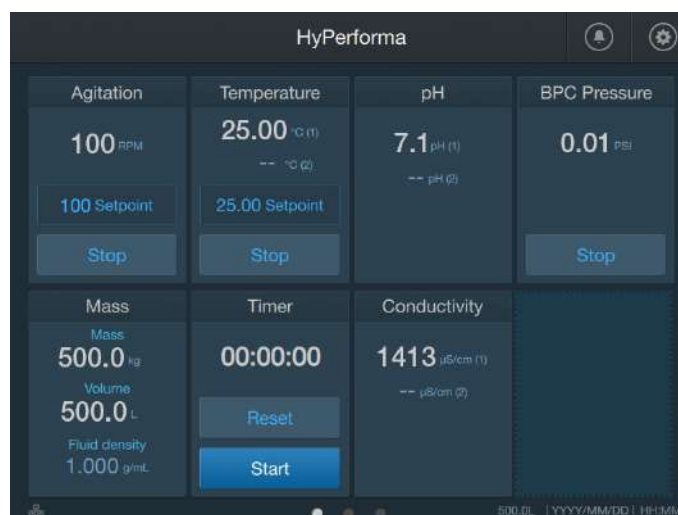 HyPerforma
Agitation
100 RPM
100 Setpoint
Stop
Temperature
25.00 °C (1)
-- °C (2)
25.00 Setpoint
Stop
pH
7.1 pH (1)
-- pH (2)
BPC Pressure
0.01 PSI
Stop
Mass
Mass
500.0 kg
Volume
500.0 L
Fluid density
1.000 g/mL
Timer
00:00:00
Reset
Start
Conductivity
1413 µS/cm (1)
-- µS/cm (2)
500.0L | YYYY/MM/DD | HH:MM